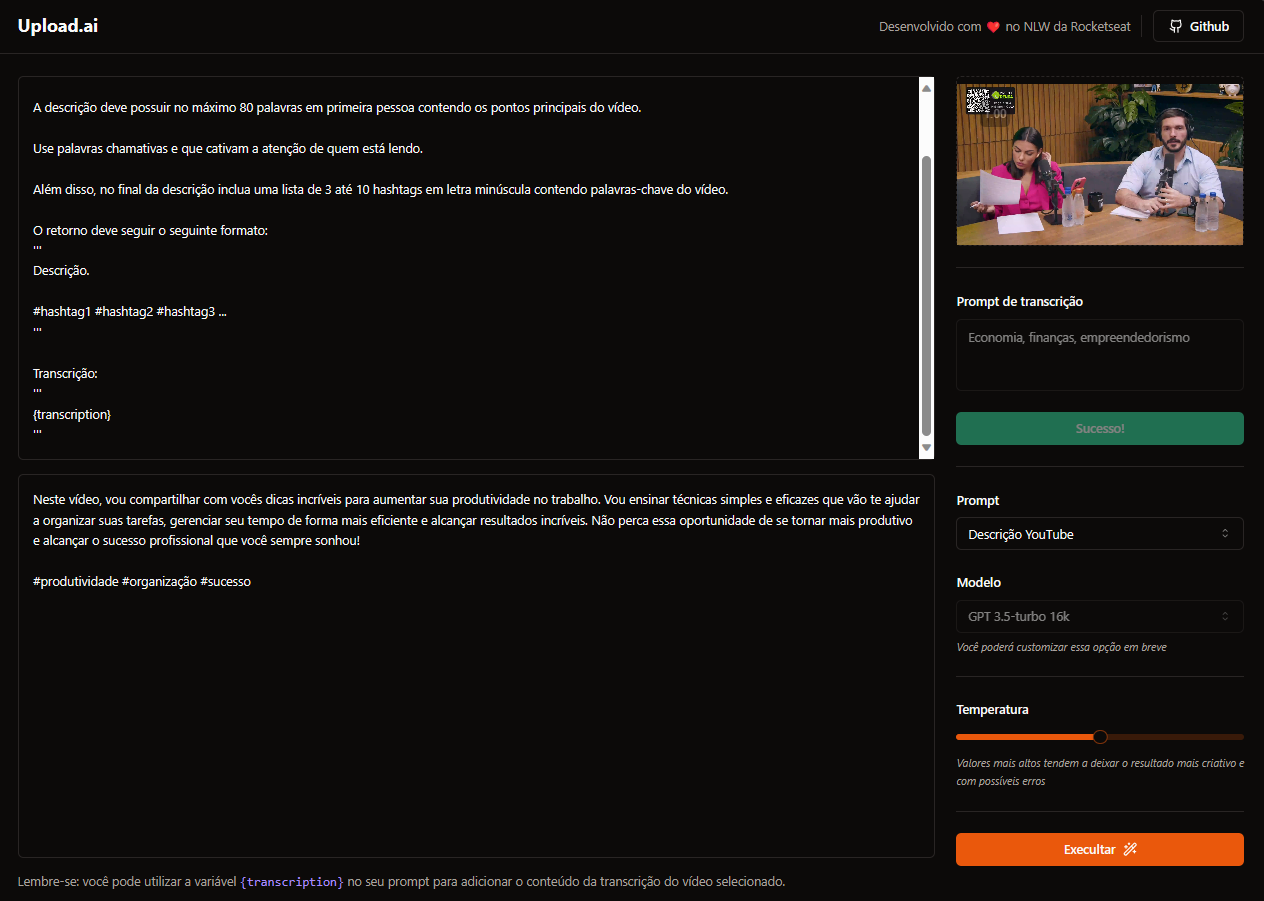 Upload.ai
Desenvolvido com ❤️ no NLW da Rocketseat
Github
A descrição deve possuir no máximo 80 palavras em primeira pessoa contendo os pontos principais do vídeo.
Use palavras chamativas e que cativam a atenção de quem está lendo.
Além disso, no final da descrição inclua uma lista de 3 até 10 hashtags em letra minúscula contendo palavras-chave do vídeo.
O retorno deve seguir o seguinte formato:
'''
Descrição.
#hashtag1 #hashtag2 #hashtag3 ...
'''
Transcrição:
'''
{transcription}
'''
Neste vídeo, vou compartilhar com vocês dicas incríveis para aumentar sua produtividade no trabalho. Vou ensinar técnicas simples e eficazes que vão te ajudar
a organizar suas tarefas, gerenciar seu tempo de forma mais eficiente e alcançar resultados incríveis. Não perca essa oportunidade de se tornar mais produtivo
e alcançar o sucesso profissional que você sempre sonhou!
#produtividade #organização #sucesso
Lembre-se: você pode utilizar a variável {transcription} no seu prompt para adicionar o conteúdo da transcrição do vídeo selecionado.
Prompt de transcrição
Economia, finanças, empreendedorismo
Sucesso!
Prompt
Descrição YouTube
Modelo
GPT 3.5-turbo 16k
Você poderá customizar essa opção em breve
Temperatura
Valores mais altos tendem a deixar o resultado mais criativo e
com possíveis erros
Execultar